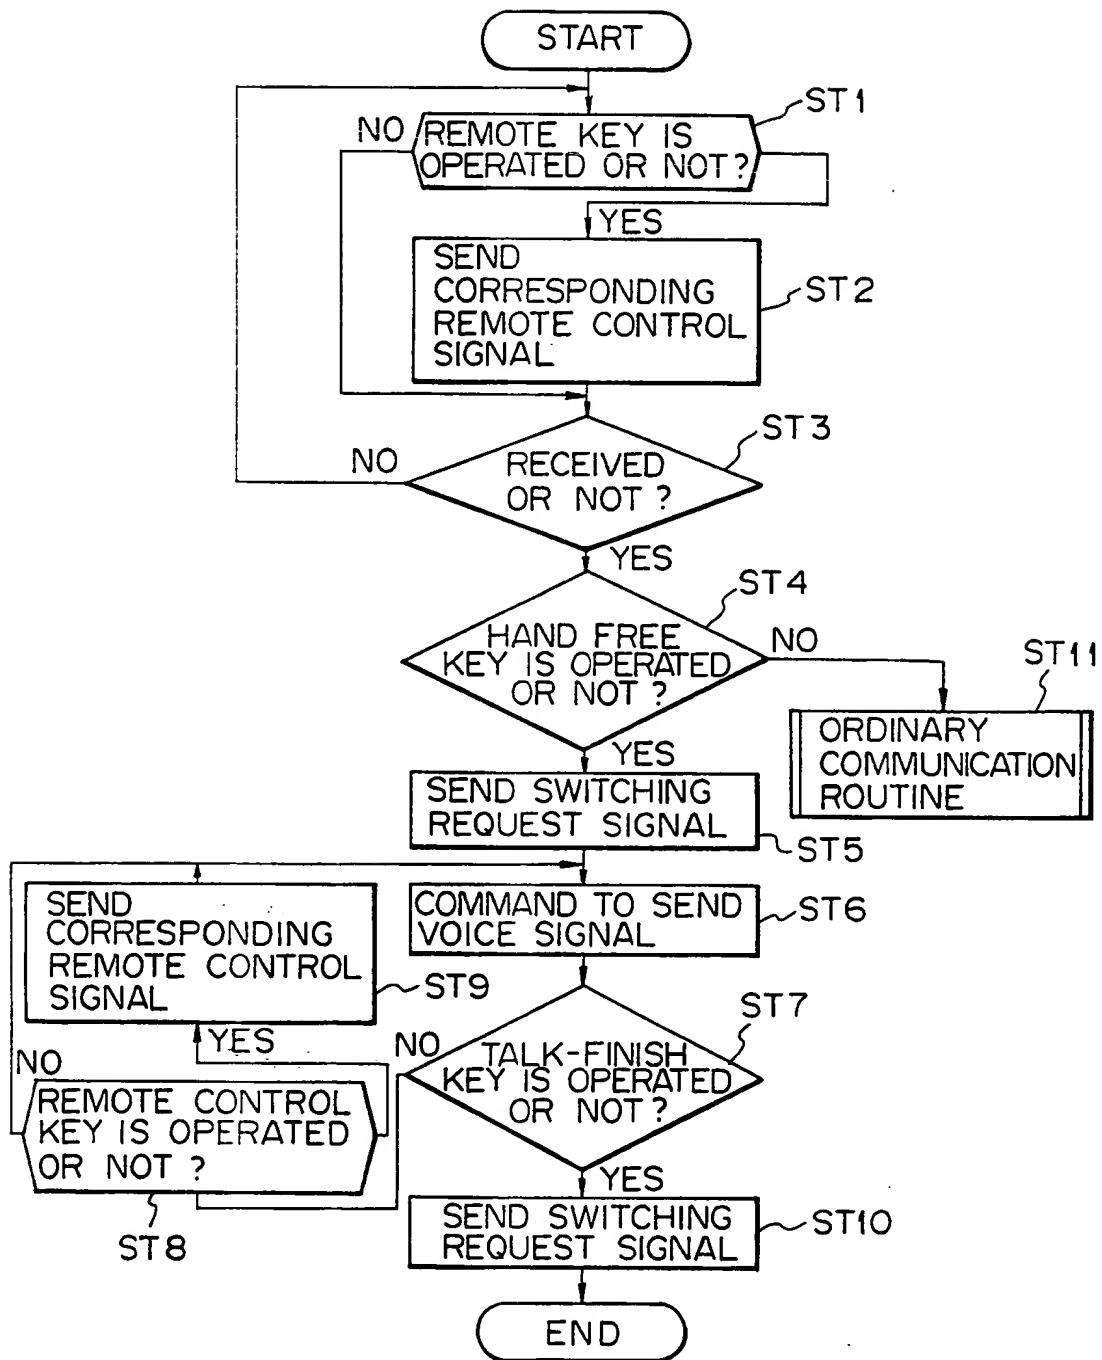 START
ST1
NO
REMOTE KEY IS
OPERATED OR NOT?
YES
SEND
CORRESPONDING
REMOTE CONTROL
SIGNAL
ST2
ST3
NO
RECEIVED
OR NOT?
YES
ST4
HAND FREE
KEY IS OPERATED
OR NOT?
NO
ST11
ORDINARY
COMMUNICATION
ROUTINE
YES
SEND SWITCHING
REQUEST SIGNAL
ST5
COMMAND TO SEND
VOICE SIGNAL
ST6
SEND
CORRESPONDING
REMOTE CONTROL
SIGNAL
ST9
ST7
YES
NO
TALK-FINISH
KEY IS OPERATED
OR NOT?
NO
REMOTE CONTROL
KEY IS OPERATED
OR NOT?
ST8
YES
SEND SWITCHING
REQUEST SIGNAL
ST10
END